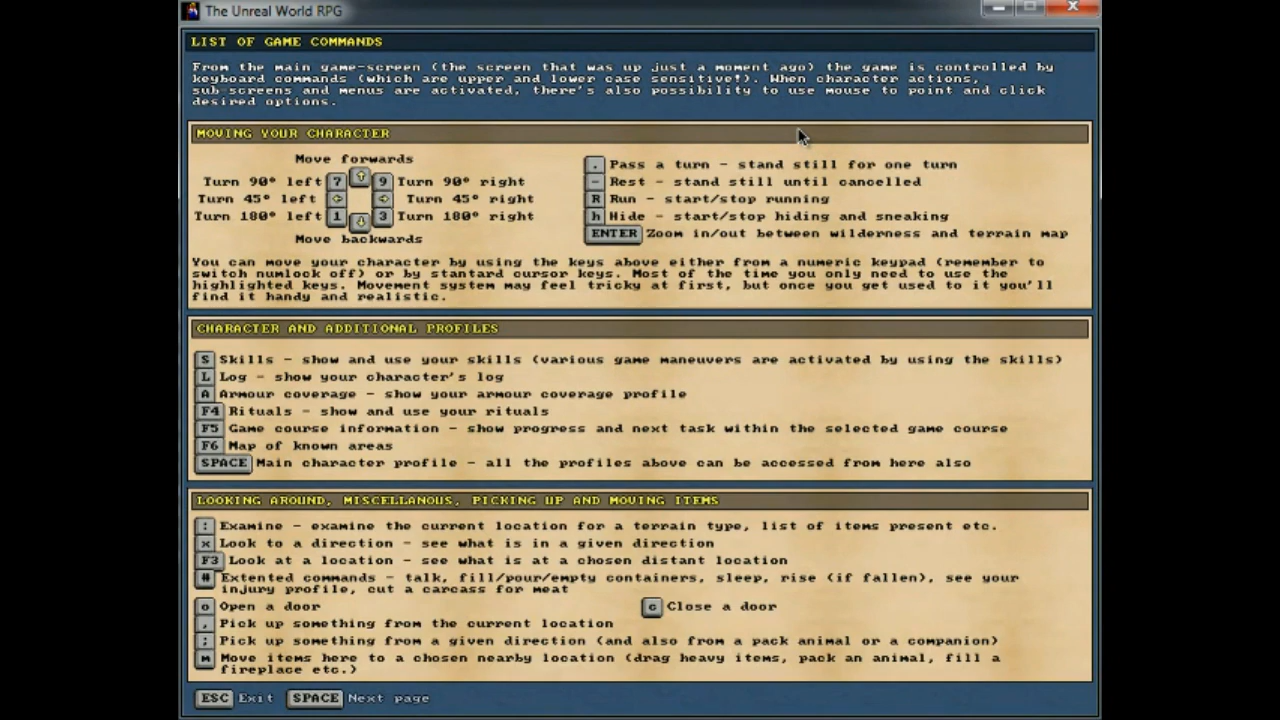 The Unreal World RPG
LIST OF GAME COMMANDS
From the main game-screen (the screen that was up just a moment ago) the game is controlled by
keyboard commands (which are upper and lower case sensitive!). When character actions,
sub-screens and menus are activated, there's also possibility to use mouse to point and click
desired options.
MOVING YOUR CHARACTER
Move forwards
Turn 90° left 7 9 Turn 90° right
Turn 45° left Turn 45° right
Turn 180° left 1 3 Turn 180° right
Move backwards
. Pass a turn - stand still for one turn
- Rest - stand still until cancelled
R Run - start/stop running
h Hide - start/stop hiding and sneaking
ENTER Zoom in/out between wilderness and terrain map
You can move your character by using the keys above either from a numeric keypad (remember to
switch numlock off) or by stantard cursor keys. Most of the time you only need to use the
highlighted keys. Movement system may feel tricky at first, but once you get used to it you'll
find it handy and realistic.
CHARACTER AND ADDITIONAL PROFILES
S Skills - show and use your skills (various game maneuvers are activated by using the skills)
L Log - show your character's log
A Armour coverage - show your armour coverage profile
F4 Rituals - show and use your rituals
F5 Game course information - show progress and next task within the selected game course
F6 Map of known areas
SPACE Main character profile - all the profiles above can be accessed from here also
LOOKING AROUND, MISCELLANOUS, PICKING UP AND MOVING ITEMS
: Examine - examine the current location for a terrain type, list of items present etc.
x Look to a direction - see what is in a given direction
F3 Look at a location - see what is at a chosen distant location
# Extented commands - talk, fill/pour/empty containers, sleep, rise (if fallen), see your
injury profile, cut a carcass for meat
o Open a door c Close a door
, Pick up something from the current location
; Pick up something from a given direction (and also from a pack animal or a companion)
m Move items here to a chosen nearby location (drag heavy items, pack an animal, fill a
fireplace etc.)
ESC Exit SPACE Next page